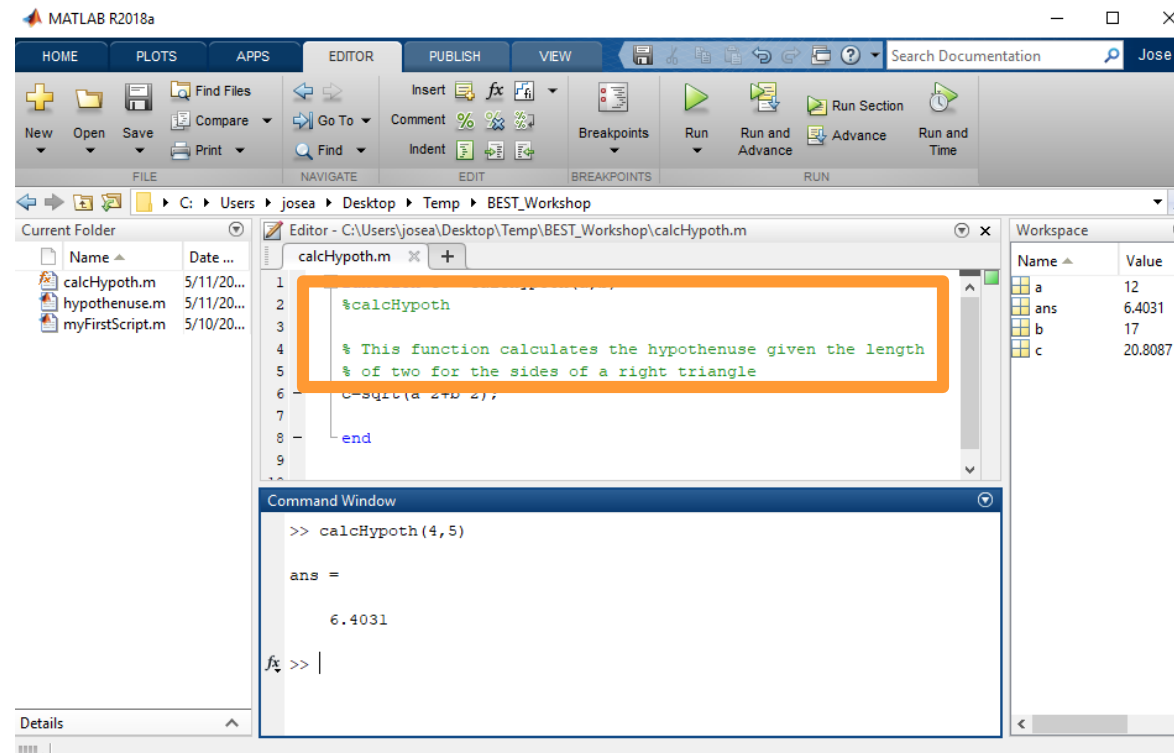 MATLAB R2018a
HOME PLOTS APPS EDITOR PUBLISH VIEW Search Documentation Jose
New Open Save Find Files Compare Print
Go To Find
Insert fx Comment Indent
Breakpoints
Run Run and Advance Run Section Advance Run and Time
FILE NAVIGATE EDIT BREAKPOINTS RUN
C: Users josea Desktop Temp BEST_Workshop
Current Folder
Name Date ...
calcHypoth.m 5/11/20...
hypothenuse.m 5/11/20...
myFirstScript.m 5/10/20...
Details
Editor - C:\Users\josea\Desktop\Temp\BEST_Workshop\calcHypoth.m
calcHypoth.m +
1
2 %calcHypoth
3
4 % This function calculates the hypothenuse given the length
5 % of two for the sides of a right triangle
6 -
7
8 - end
9
Command Window
>> calcHypoth(4,5)
ans =
6.4031
fx >>
Workspace
Name Value
a 12
ans 6.4031
b 17
c 20.8087